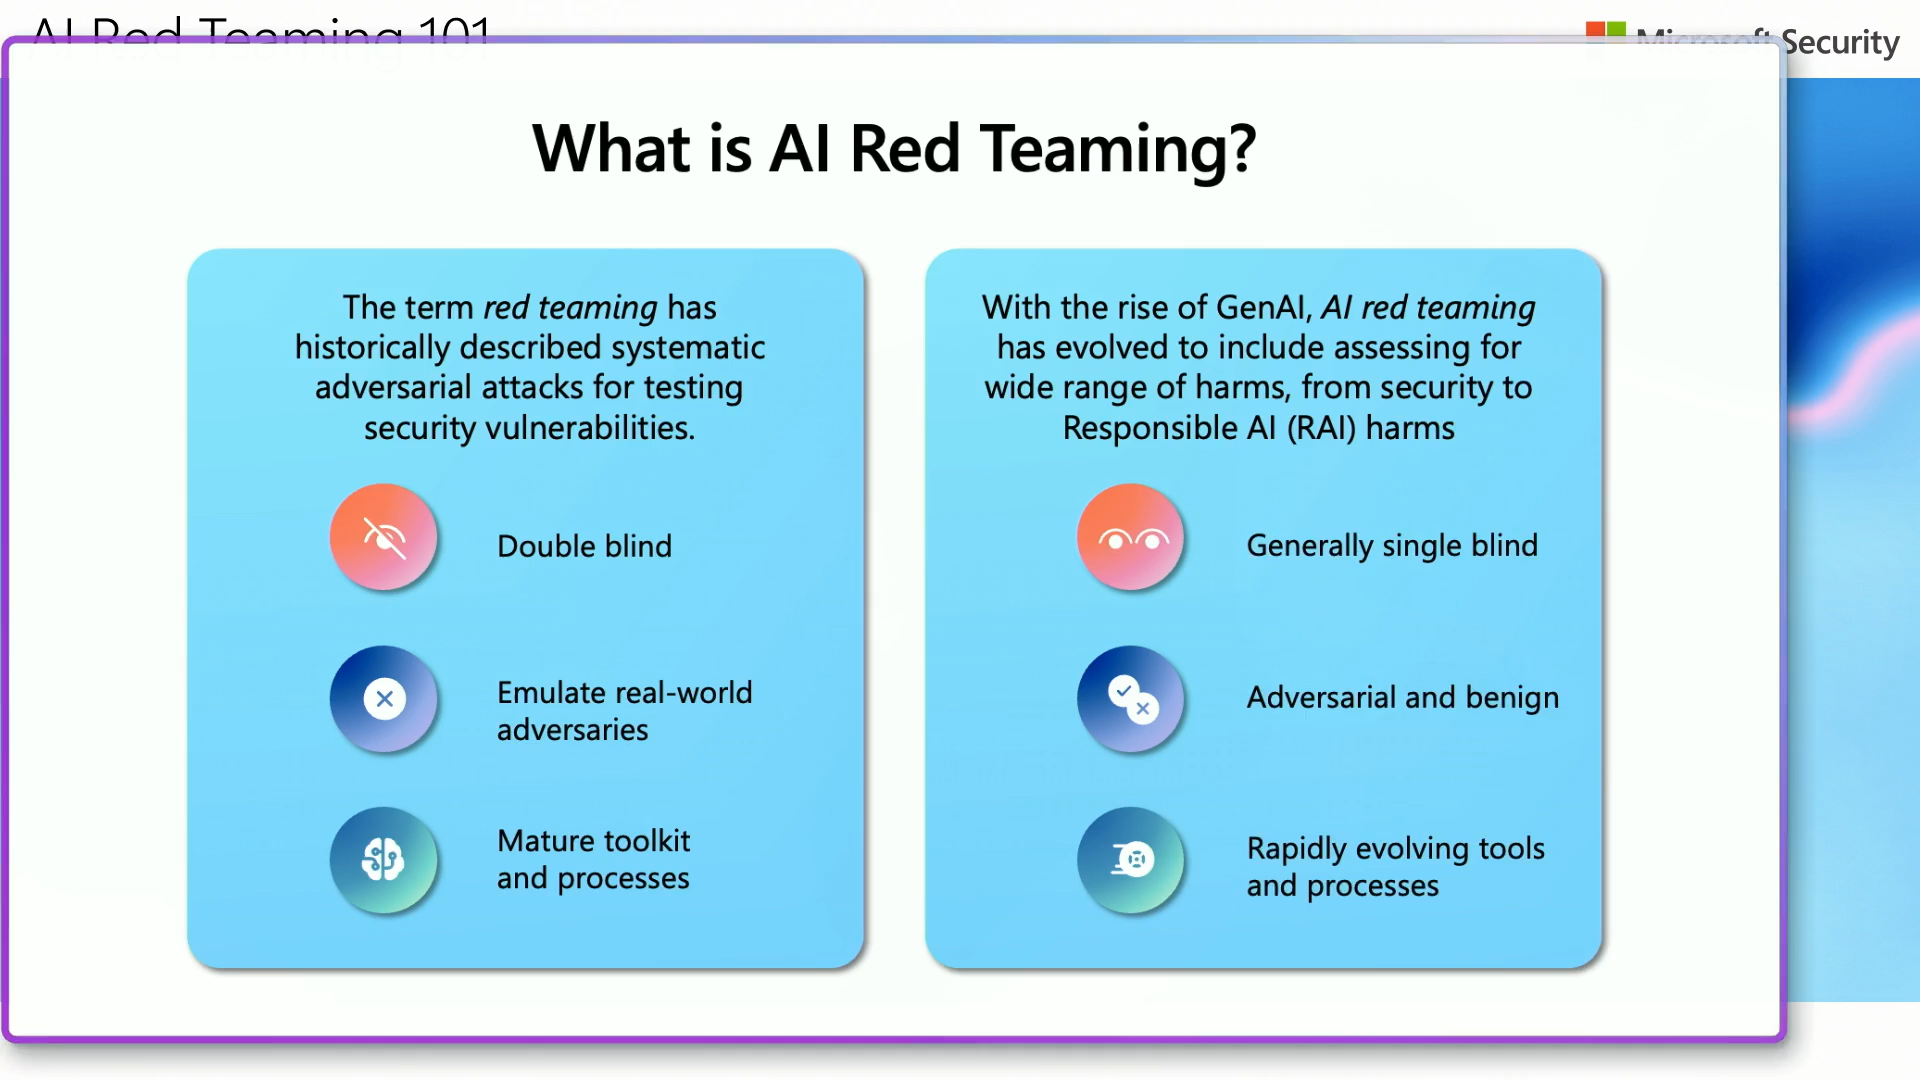 AI Red Teaming 101
Microsoft Security
What is AI Red Teaming?
The term red teaming has
historically described systematic
adversarial attacks for testing
security vulnerabilities.
Double blind
Emulate real-world
adversaries
Mature toolkit
and processes
With the rise of GenAI, AI red teaming
has evolved to include assessing for
wide range of harms, from security to
Responsible AI (RAI) harms
Generally single blind
Adversarial and benign
Rapidly evolving tools
and processes